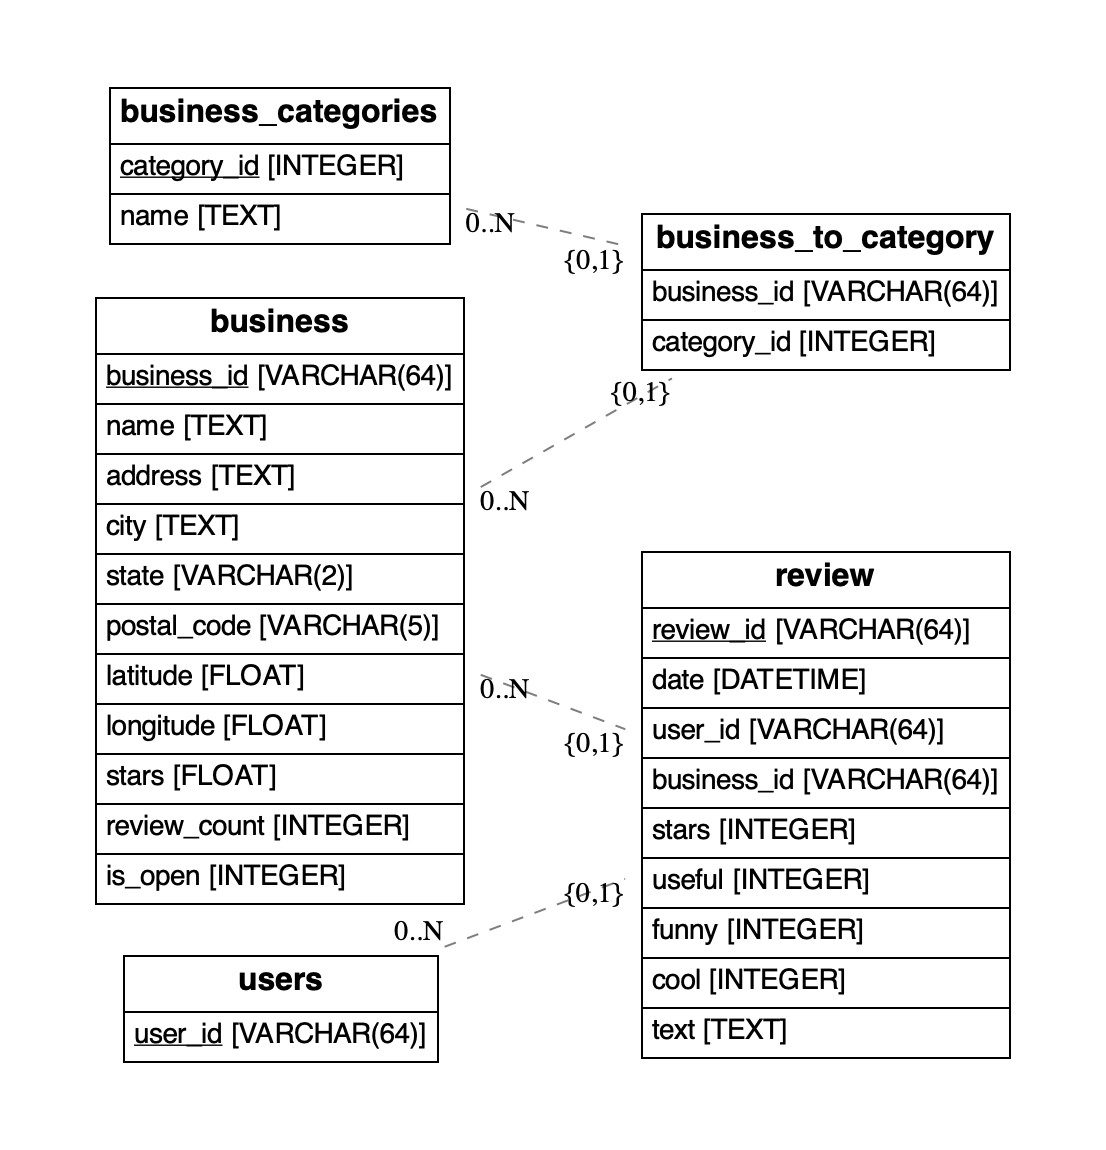 business_categories
category_id [INTEGER]
name [TEXT]
0..N
{0,1}
business_to_category
business_id [VARCHAR(64)]
category_id [INTEGER]
{0,1}
0..N
business
business_id [VARCHAR(64)]
name [TEXT]
address [TEXT]
city [TEXT]
state [VARCHAR(2)]
postal_code [VARCHAR(5)]
latitude [FLOAT]
longitude [FLOAT]
stars [FLOAT]
review_count [INTEGER]
is_open [INTEGER]
0..N
{0,1}
review
review_id [VARCHAR(64)]
date [DATETIME]
user_id [VARCHAR(64)]
business_id [VARCHAR(64)]
stars [INTEGER]
useful [INTEGER]
funny [INTEGER]
cool [INTEGER]
text [TEXT]
{0,1}
0..N
users
user_id [VARCHAR(64)]